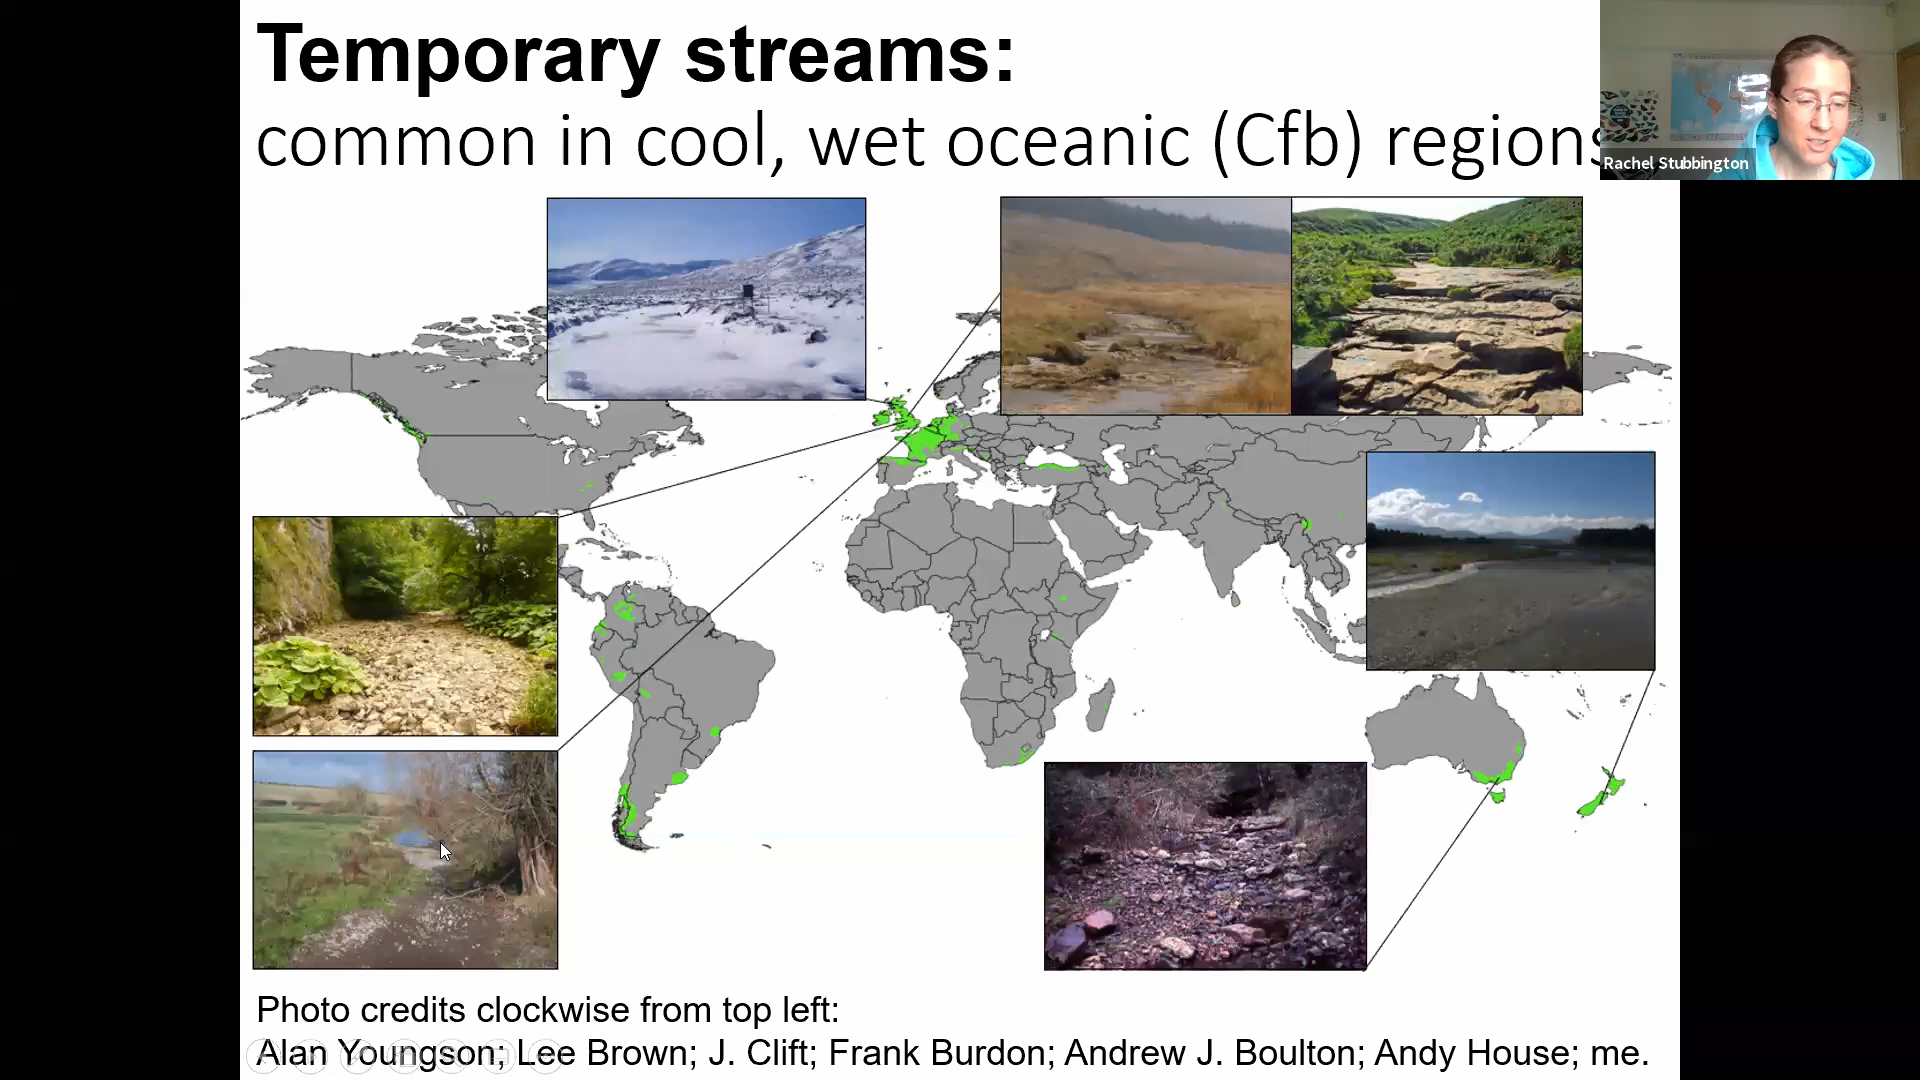 Temporary streams:
common in cool, wet oceanic (Cfb) regions
Rachel Stubbington
Photo credits clockwise from top left:
Alan Youngson; Lee Brown; J. Clift; Frank Burdon; Andrew J. Boulton; Andy House; me.